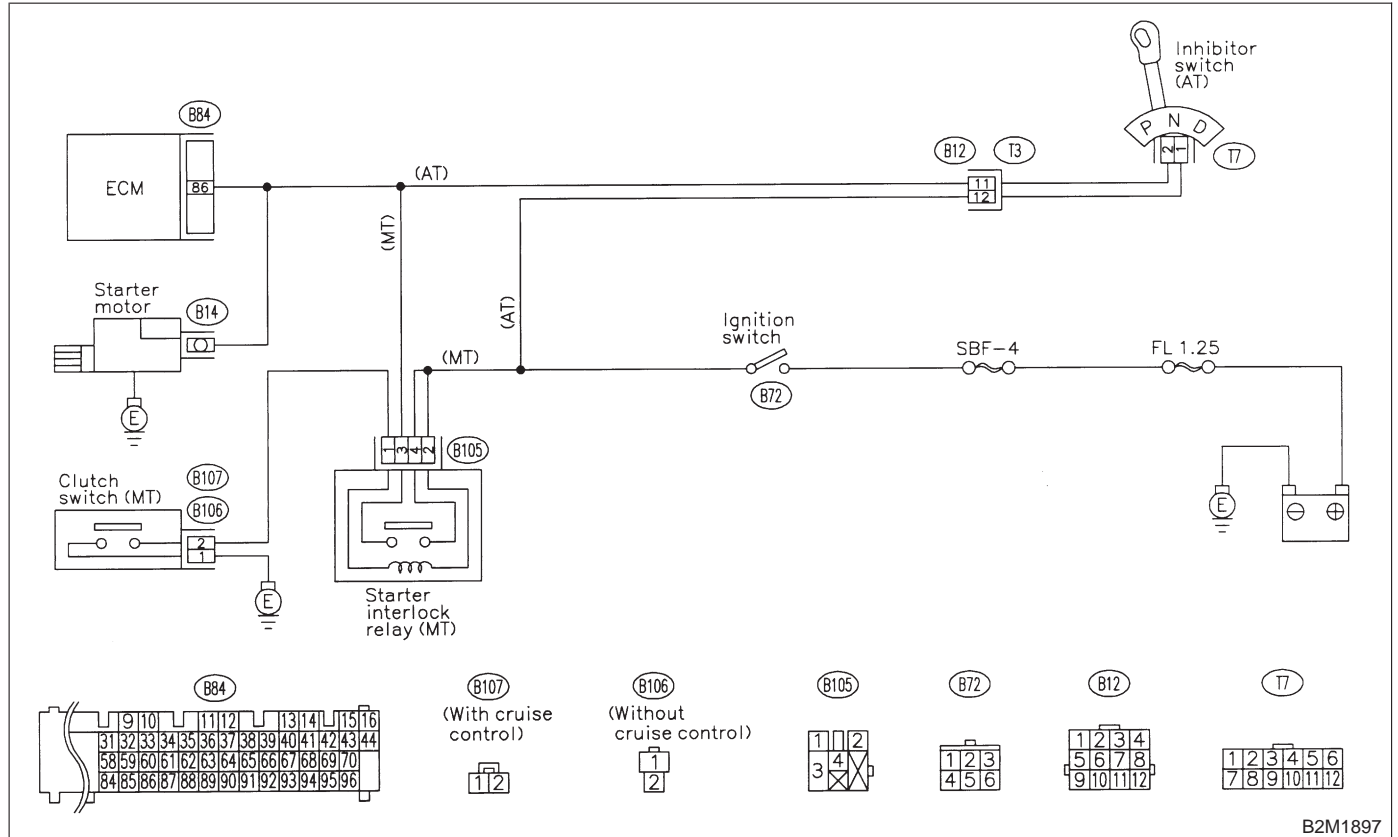 Inhibitor
switch
(AT)
P N D
2 1
T7
B84
ECM
86
(AT)
B12
T3
11
12
(MT)
Starter
motor
B14
E
(AT)
(MT)
Ignition
switch
B72
SBF-4
FL 1.25
1 3 4 2
B105
Clutch
switch (MT)
B107
B106
2
1
E
E
⊖ ⊕
Starter
interlock
relay (MT)
B84
9 10 11 12 13 14 15 16
31 32 33 34 35 36 37 38 39 40 41 42 43 44
58 59 60 61 62 63 64 65 66 67 68 69 70
84 85 86 87 88 89 90 91 92 93 94 95 96
B107
(With cruise
control)
1 2
B106
(Without
cruise control)
1
2
B105
1 2
3 4
B72
1 2 3
4 5 6
B12
1 2 3 4
5 6 7 8
9 10 11 12
T7
1 2 3 4 5 6
7 8 9 10 11 12
B2M1897